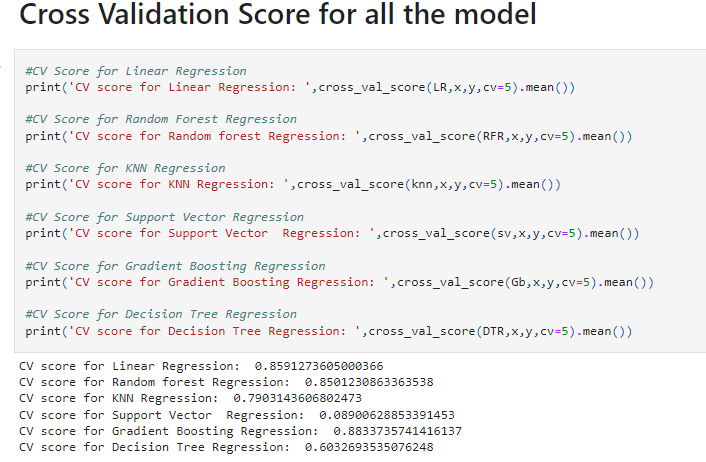 Cross Validation Score for all the model
#CV Score for Linear Regression
print('CV score for Linear Regression: ',cross_val_score(LR,x,y,cv=5).mean())
#CV Score for Random Forest Regression
print('CV score for Random forest Regression: ',cross_val_score(RFR,x,y,cv=5).mean())
#CV Score for KNN Regression
print('CV score for KNN Regression: ',cross_val_score(knn,x,y,cv=5).mean())
#CV Score for Support Vector Regression
print('CV score for Support Vector  Regression: ',cross_val_score(sv,x,y,cv=5).mean())
#CV Score for Gradient Boosting Regression
print('CV score for Gradient Boosting Regression: ',cross_val_score(Gb,x,y,cv=5).mean())
#CV Score for Decision Tree Regression
print('CV score for Decision Tree Regression: ',cross_val_score(DTR,x,y,cv=5).mean())
CV score for Linear Regression:  0.8591273605000366
CV score for Random forest Regression:  0.8501230863363538
CV score for KNN Regression:  0.7903143606802473
CV score for Support Vector  Regression:  0.08900628853391453
CV score for Gradient Boosting Regression:  0.8833735741416137
CV score for Decision Tree Regression:  0.6032693535076248